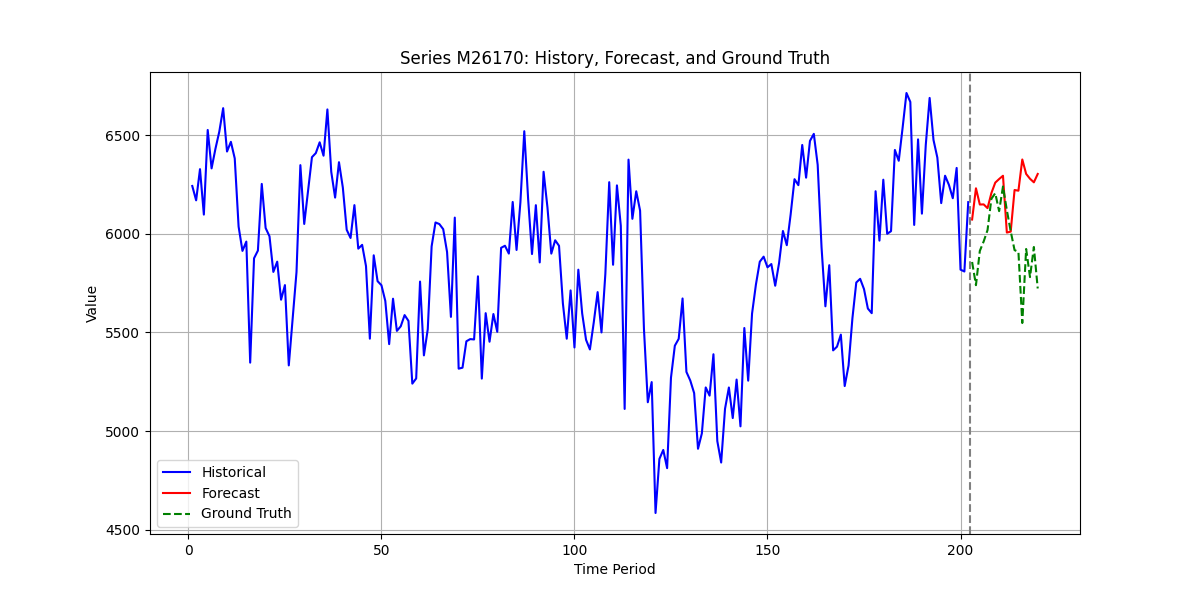 Series M26170: History, Forecast, and Ground Truth
Value
6500
6000
5500
5000
4500
Historical
Forecast
Ground Truth
0
50
100
150
200
Time Period